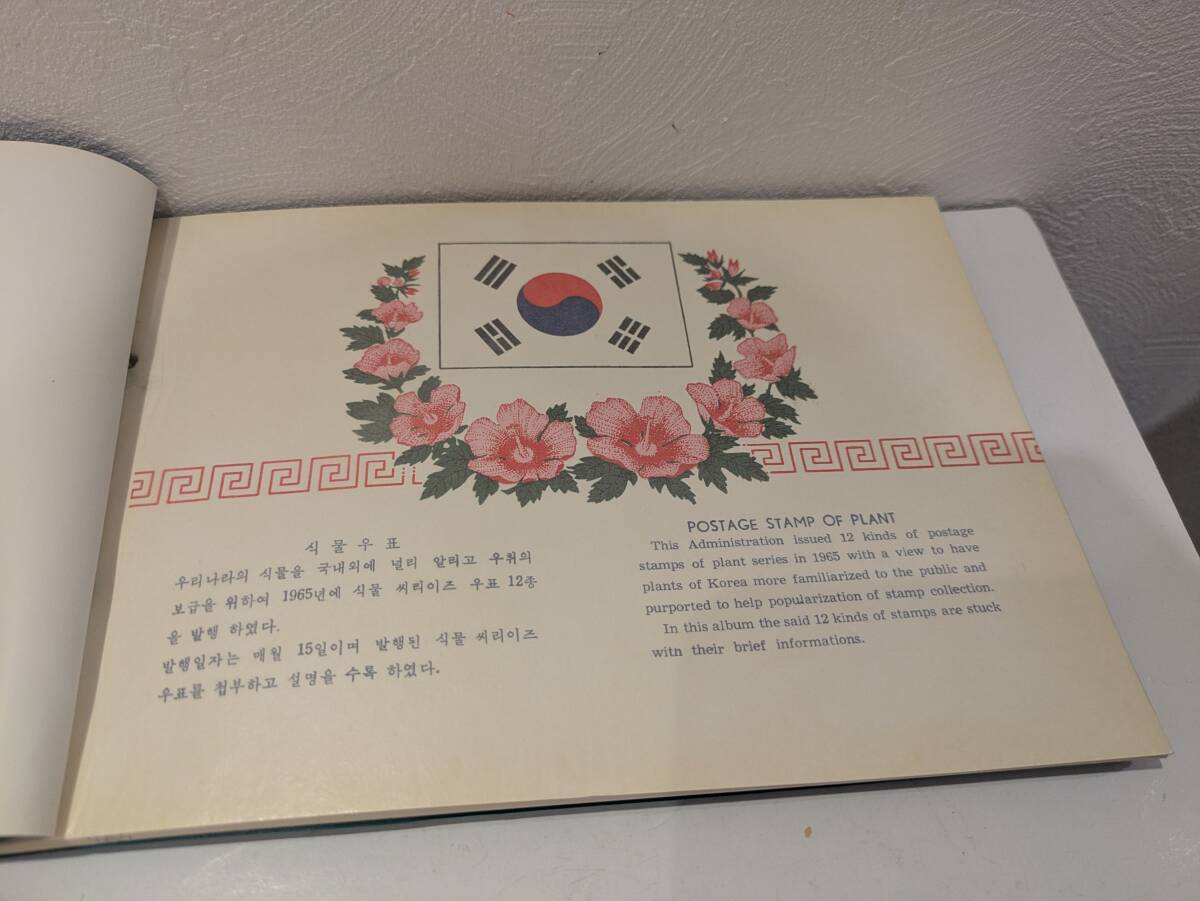 식물우표
우리나라의 식물을 국내외에 널리 알리고 우취의
보급을 위하여 1965년에 식물 씨리이즈 우표 12종
을 발행 하였다.
발행일자는 매월 15일이며 발행된 식물 씨리이즈
우표를 첩부하고 설명을 수록 하였다.
POSTAGE STAMP OF PLANT
This Administration issued 12 kinds of postage
stamps of plant series in 1965 with a view to have
plants of Korea more familiarized to the public and
purported to help popularization of stamp collection.
In this album the said 12 kinds of stamps are stuck
with their brief informations.